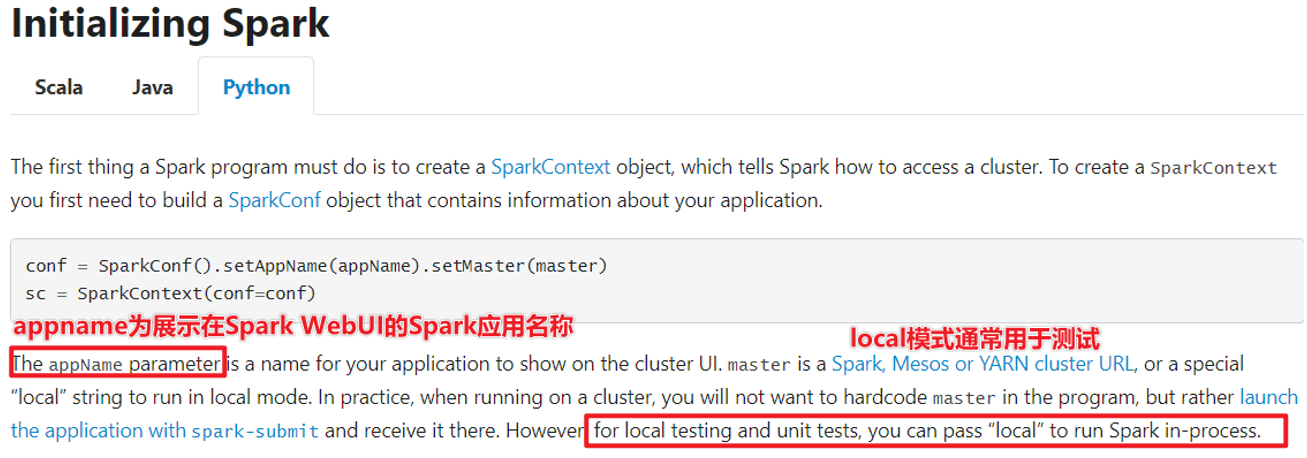 Initializing Spark
Scala Java Python
The first thing a Spark program must do is to create a SparkContext object, which tells Spark how to access a cluster. To create a SparkContext
you first need to build a SparkConf object that contains information about your application.
conf = SparkConf().setAppName(appName).setMaster(master)
sc = SparkContext(conf=conf)
appname为展示在Spark WebUI的Spark应用名称
local模式通常用于测试
The appName parameter is a name for your application to show on the cluster UI. master is a Spark, Mesos or YARN cluster URL, or a special
“local” string to run in local mode. In practice, when running on a cluster, you will not want to hardcode master in the program, but rather launch
the application with spark-submit and receive it there. However for local testing and unit tests, you can pass “local” to run Spark in-process.